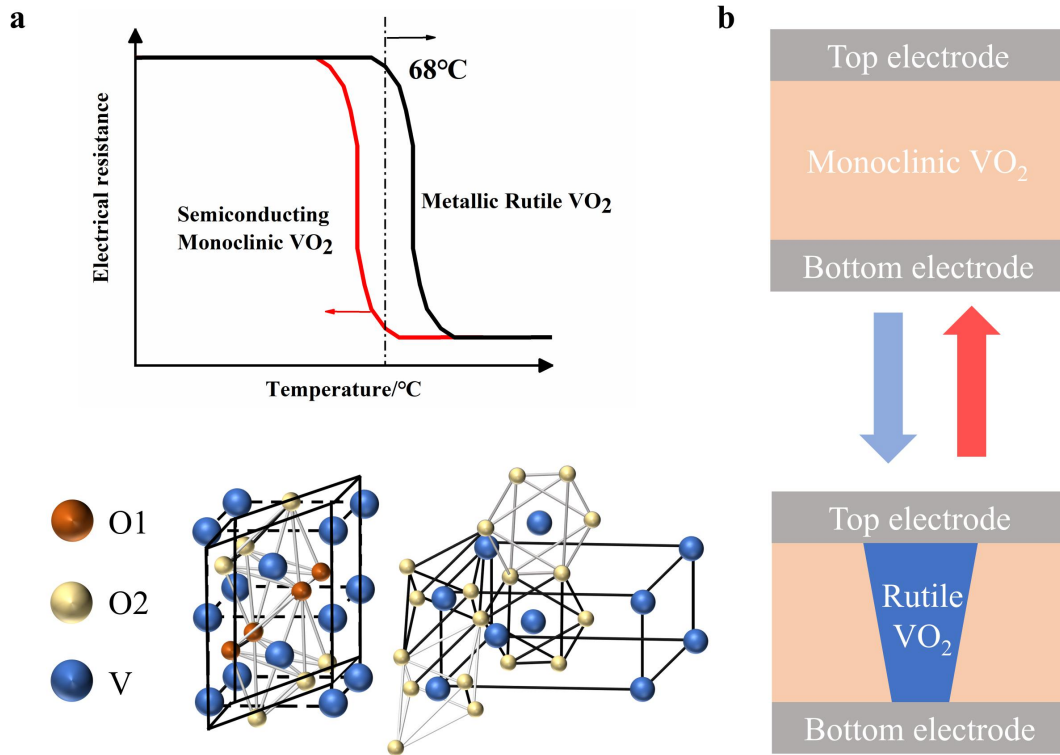 a
68°C
Electrical resistance
Semiconducting
Monoclinic VO2
Metallic Rutile VO2
Temperature/°C
O1
O2
V
b
Top electrode
Monoclinic VO2
Bottom electrode
Top electrode
Rutile
VO2
Bottom electrode